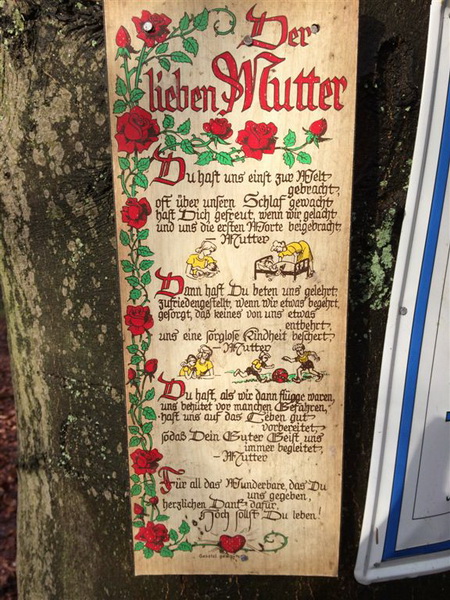 Der
lieben Mutter
Du hast uns einst zur Welt
gebracht,
oft über unsern Schlaf gewacht
hast Dich gefreut, wenn wir gelacht
und uns die ersten Worte beigebracht,
Mutter
Dann hast Du beten uns gelehrt,
zufriedengestellt, wenn wir etwas begehrt,
gesorgt, das keines von uns etwas
entbehrt,
uns eine sorglose Kindheit beschert,
– Mutter
Du hast, als wir dann flügge waren,
uns behütet vor manchen Gefahren,
hast uns auf das Leben gut
vorbereitet,
sodaß Dein Guter Geist uns
immer begleitet,
– Mutter
Für all das Wunderbare, das Du
uns gegeben,
herzlichen Dank dafür,
Hoch sollst Du leben!